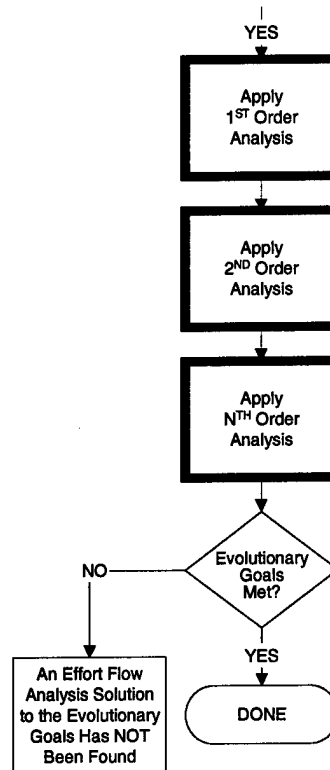 YES
Apply
1ST Order
Analysis
Apply
2ND Order
Analysis
Apply
NTH Order
Analysis
Evolutionary
Goals
Met?
NO
YES
An Effort Flow
Analysis Solution
to the Evolutionary
Goals Has NOT
Been Found
DONE